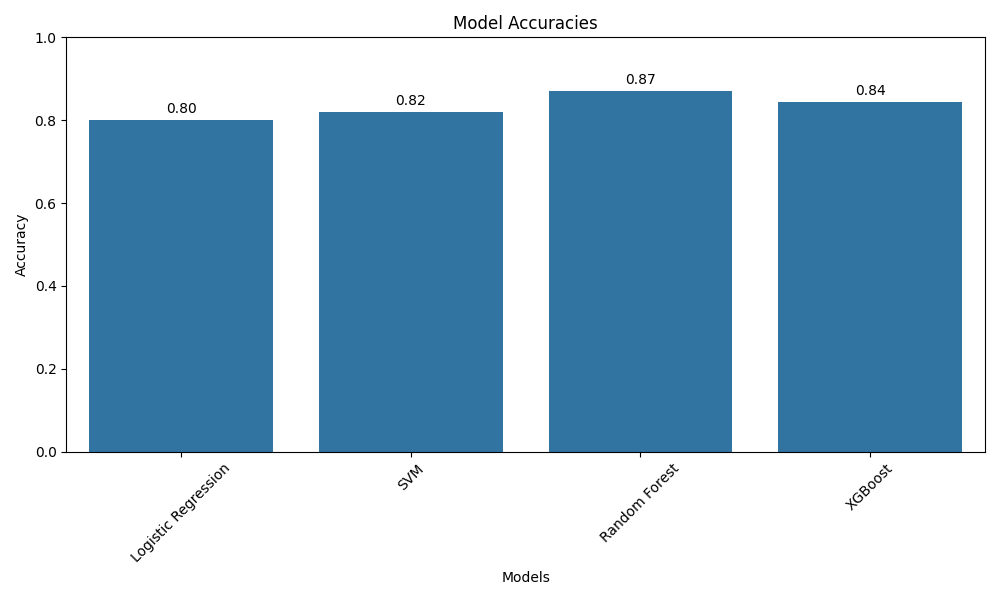 Model Accuracies
1.0
0.8
0.6
0.4
0.2
0.0
Accuracy
0.80
0.82
0.87
0.84
Logistic Regression
SVM
Random Forest
XGBoost
Models